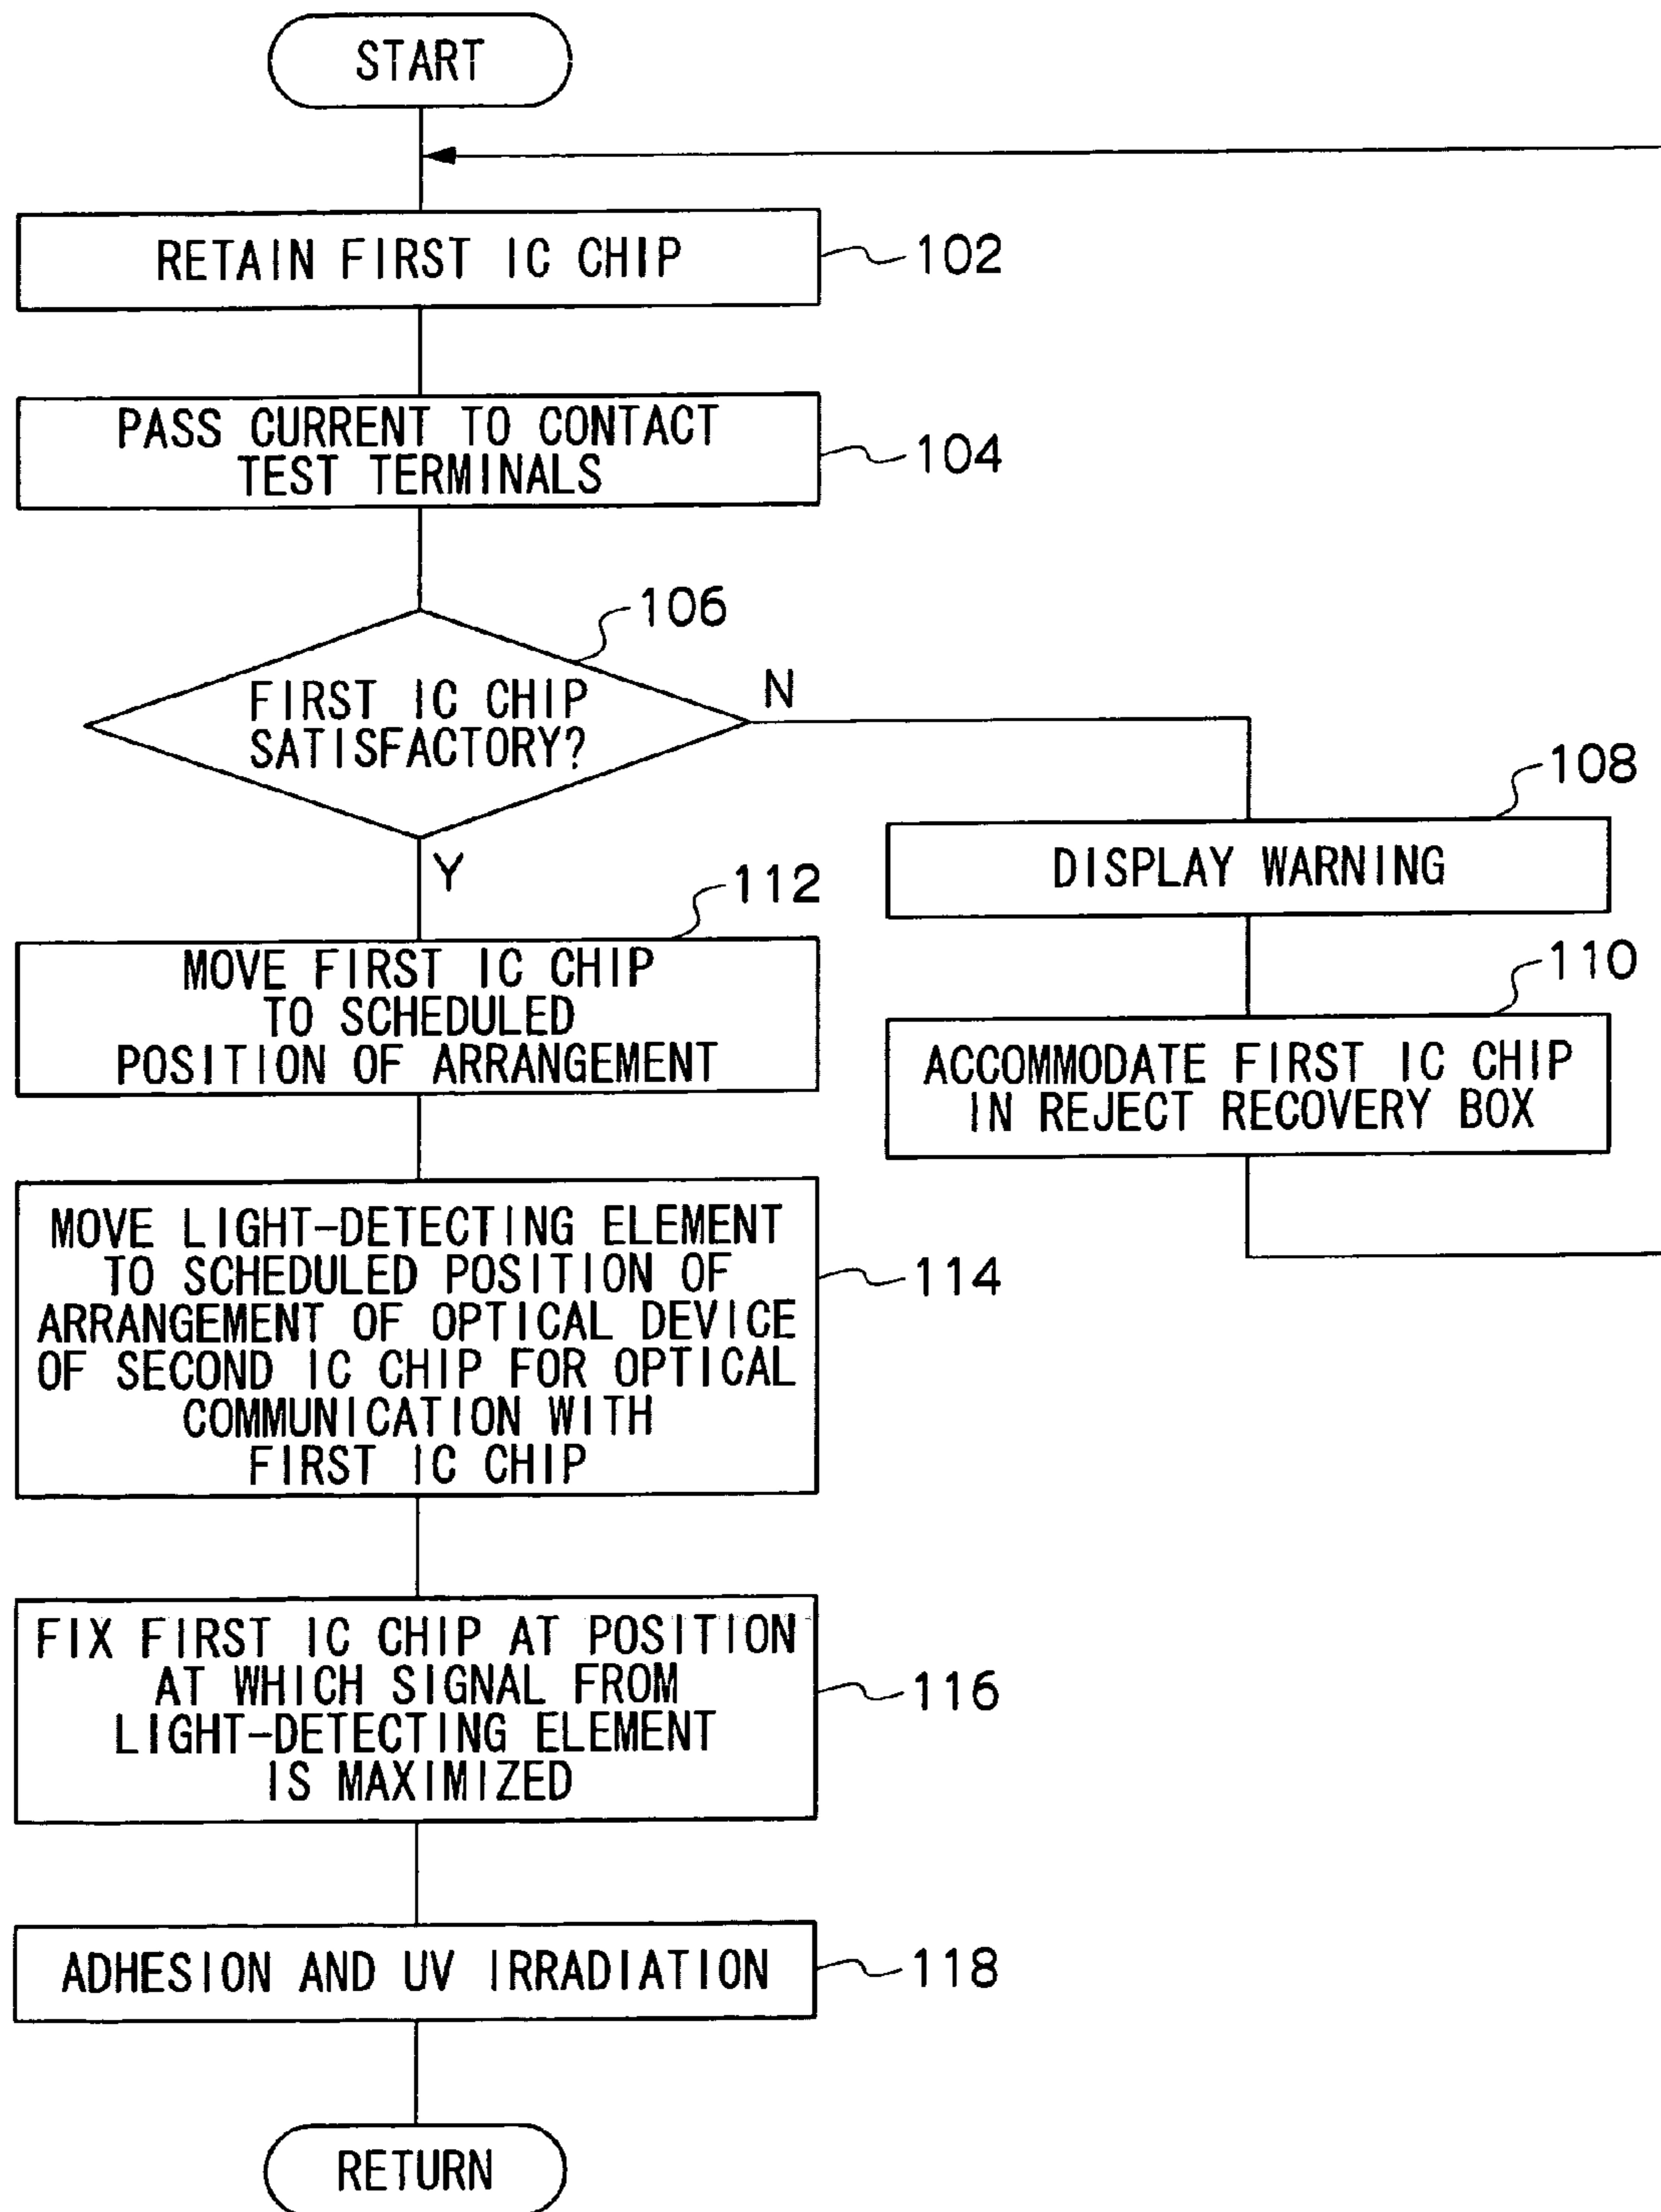 START
RETAIN FIRST IC CHIP
102
PASS CURRENT TO CONTACT
TEST TERMINALS
104
106
FIRST IC CHIP
SATISFACTORY?
N
Y
108
DISPLAY WARNING
110
ACCOMMODATE FIRST IC CHIP
IN REJECT RECOVERY BOX
112
MOVE FIRST IC CHIP
TO SCHEDULED
POSITION OF ARRANGEMENT
MOVE LIGHT-DETECTING ELEMENT
TO SCHEDULED POSITION OF
ARRANGEMENT OF OPTICAL DEVICE
OF SECOND IC CHIP FOR OPTICAL
COMMUNICATION WITH
FIRST IC CHIP
114
FIX FIRST IC CHIP AT POSITION
AT WHICH SIGNAL FROM
LIGHT-DETECTING ELEMENT
IS MAXIMIZED
116
ADHESION AND UV IRRADIATION
118
RETURN